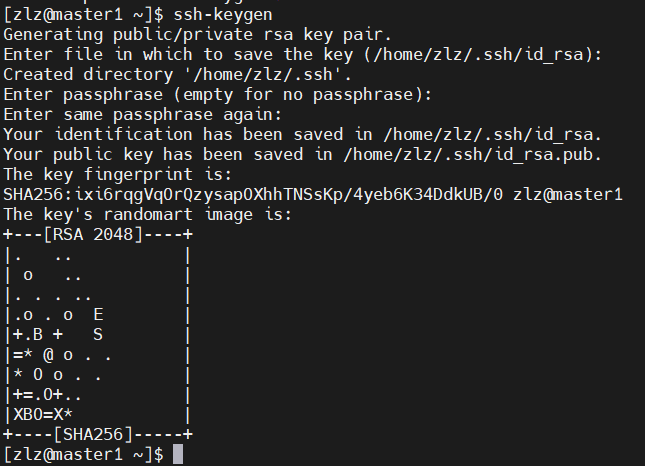 [zlz@master1 ~]$ ssh-keygen
Generating public/private rsa key pair.
Enter file in which to save the key (/home/zlz/.ssh/id_rsa):
Created directory '/home/zlz/.ssh'.
Enter passphrase (empty for no passphrase):
Enter same passphrase again:
Your identification has been saved in /home/zlz/.ssh/id_rsa.
Your public key has been saved in /home/zlz/.ssh/id_rsa.pub.
The key fingerprint is:
SHA256:ixi6rqgVqOrQzysapOXhhTNSsKp/4yeb6K34DdkUB/0 zlz@master1
The key's randomart image is:
+---[RSA 2048]----+
|.   ..           |
| o   ..          |
|. . . ..         |
|.o . o  E        |
|+.B +   S        |
|=* @ o . .       |
|* O o . .        |
|+=.O+..          |
|XBO=X*           |
+----[SHA256]-----+
[zlz@master1 ~]$